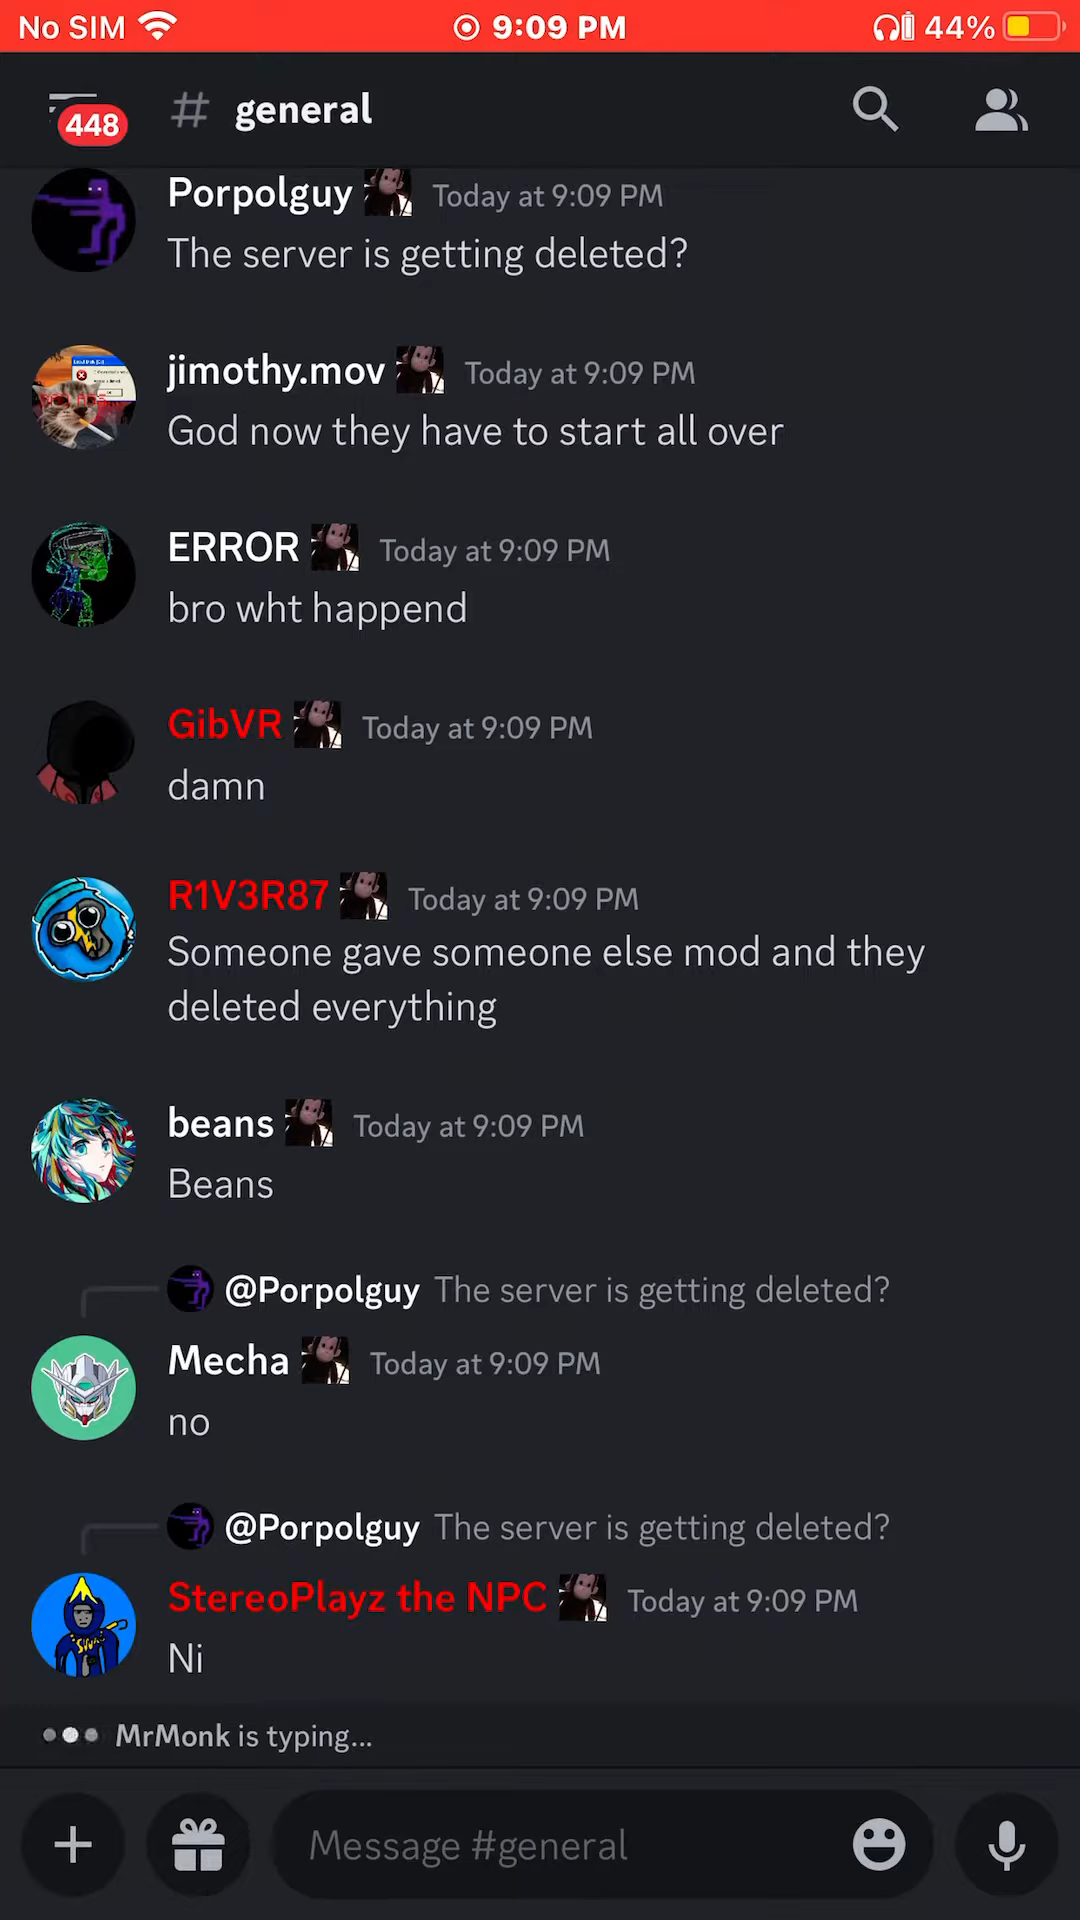 No SIM 9:09 PM 44%
448 # general
Porpolguy Today at 9:09 PM
The server is getting deleted?
jimothy.mov Today at 9:09 PM
God now they have to start all over
ERROR Today at 9:09 PM
bro wht happend
GibVR Today at 9:09 PM
damn
R1V3R87 Today at 9:09 PM
Someone gave someone else mod and they
deleted everything
beans Today at 9:09 PM
Beans
@Porpolguy The server is getting deleted?
Mecha Today at 9:09 PM
no
@Porpolguy The server is getting deleted?
StereoPlayz the NPC Today at 9:09 PM
Ni
MrMonk is typing...
Message #general